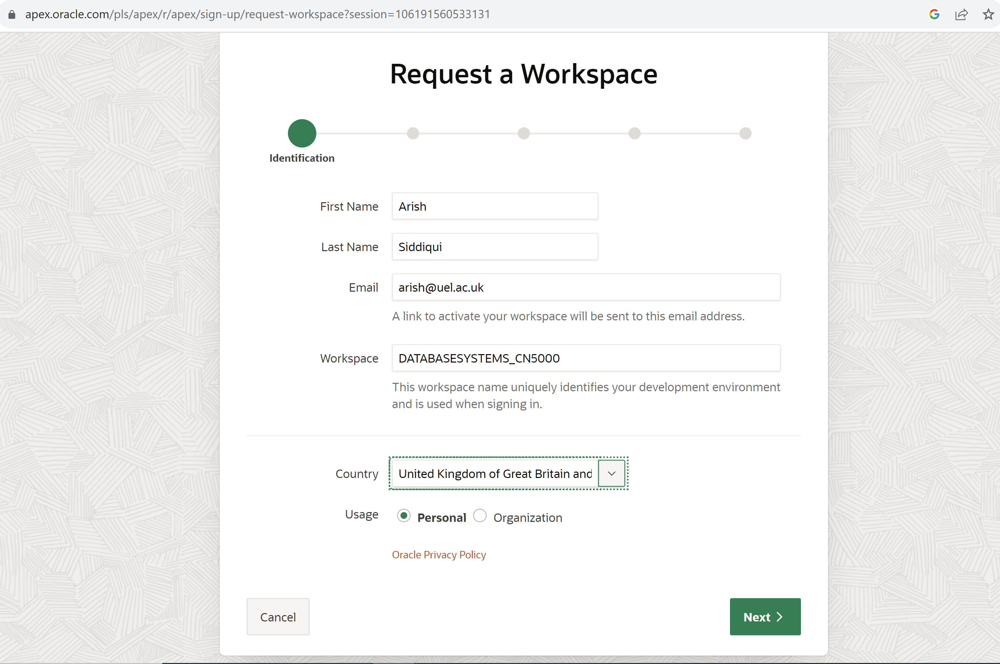 apex.oracle.com/pls/apex/r/apex/sign-up/request-workspace?session=106191560533131
Request a Workspace
Identification
First Name Arish
Last Name Siddiqui
Email arish@uel.ac.uk
A link to activate your workspace will be sent to this email address.
Workspace DATABASESYSTEMS_CN5000
This workspace name uniquely identifies your development environment
and is used when signing in.
Country United Kingdom of Great Britain and
Usage Personal Organization
Oracle Privacy Policy
Cancel Next